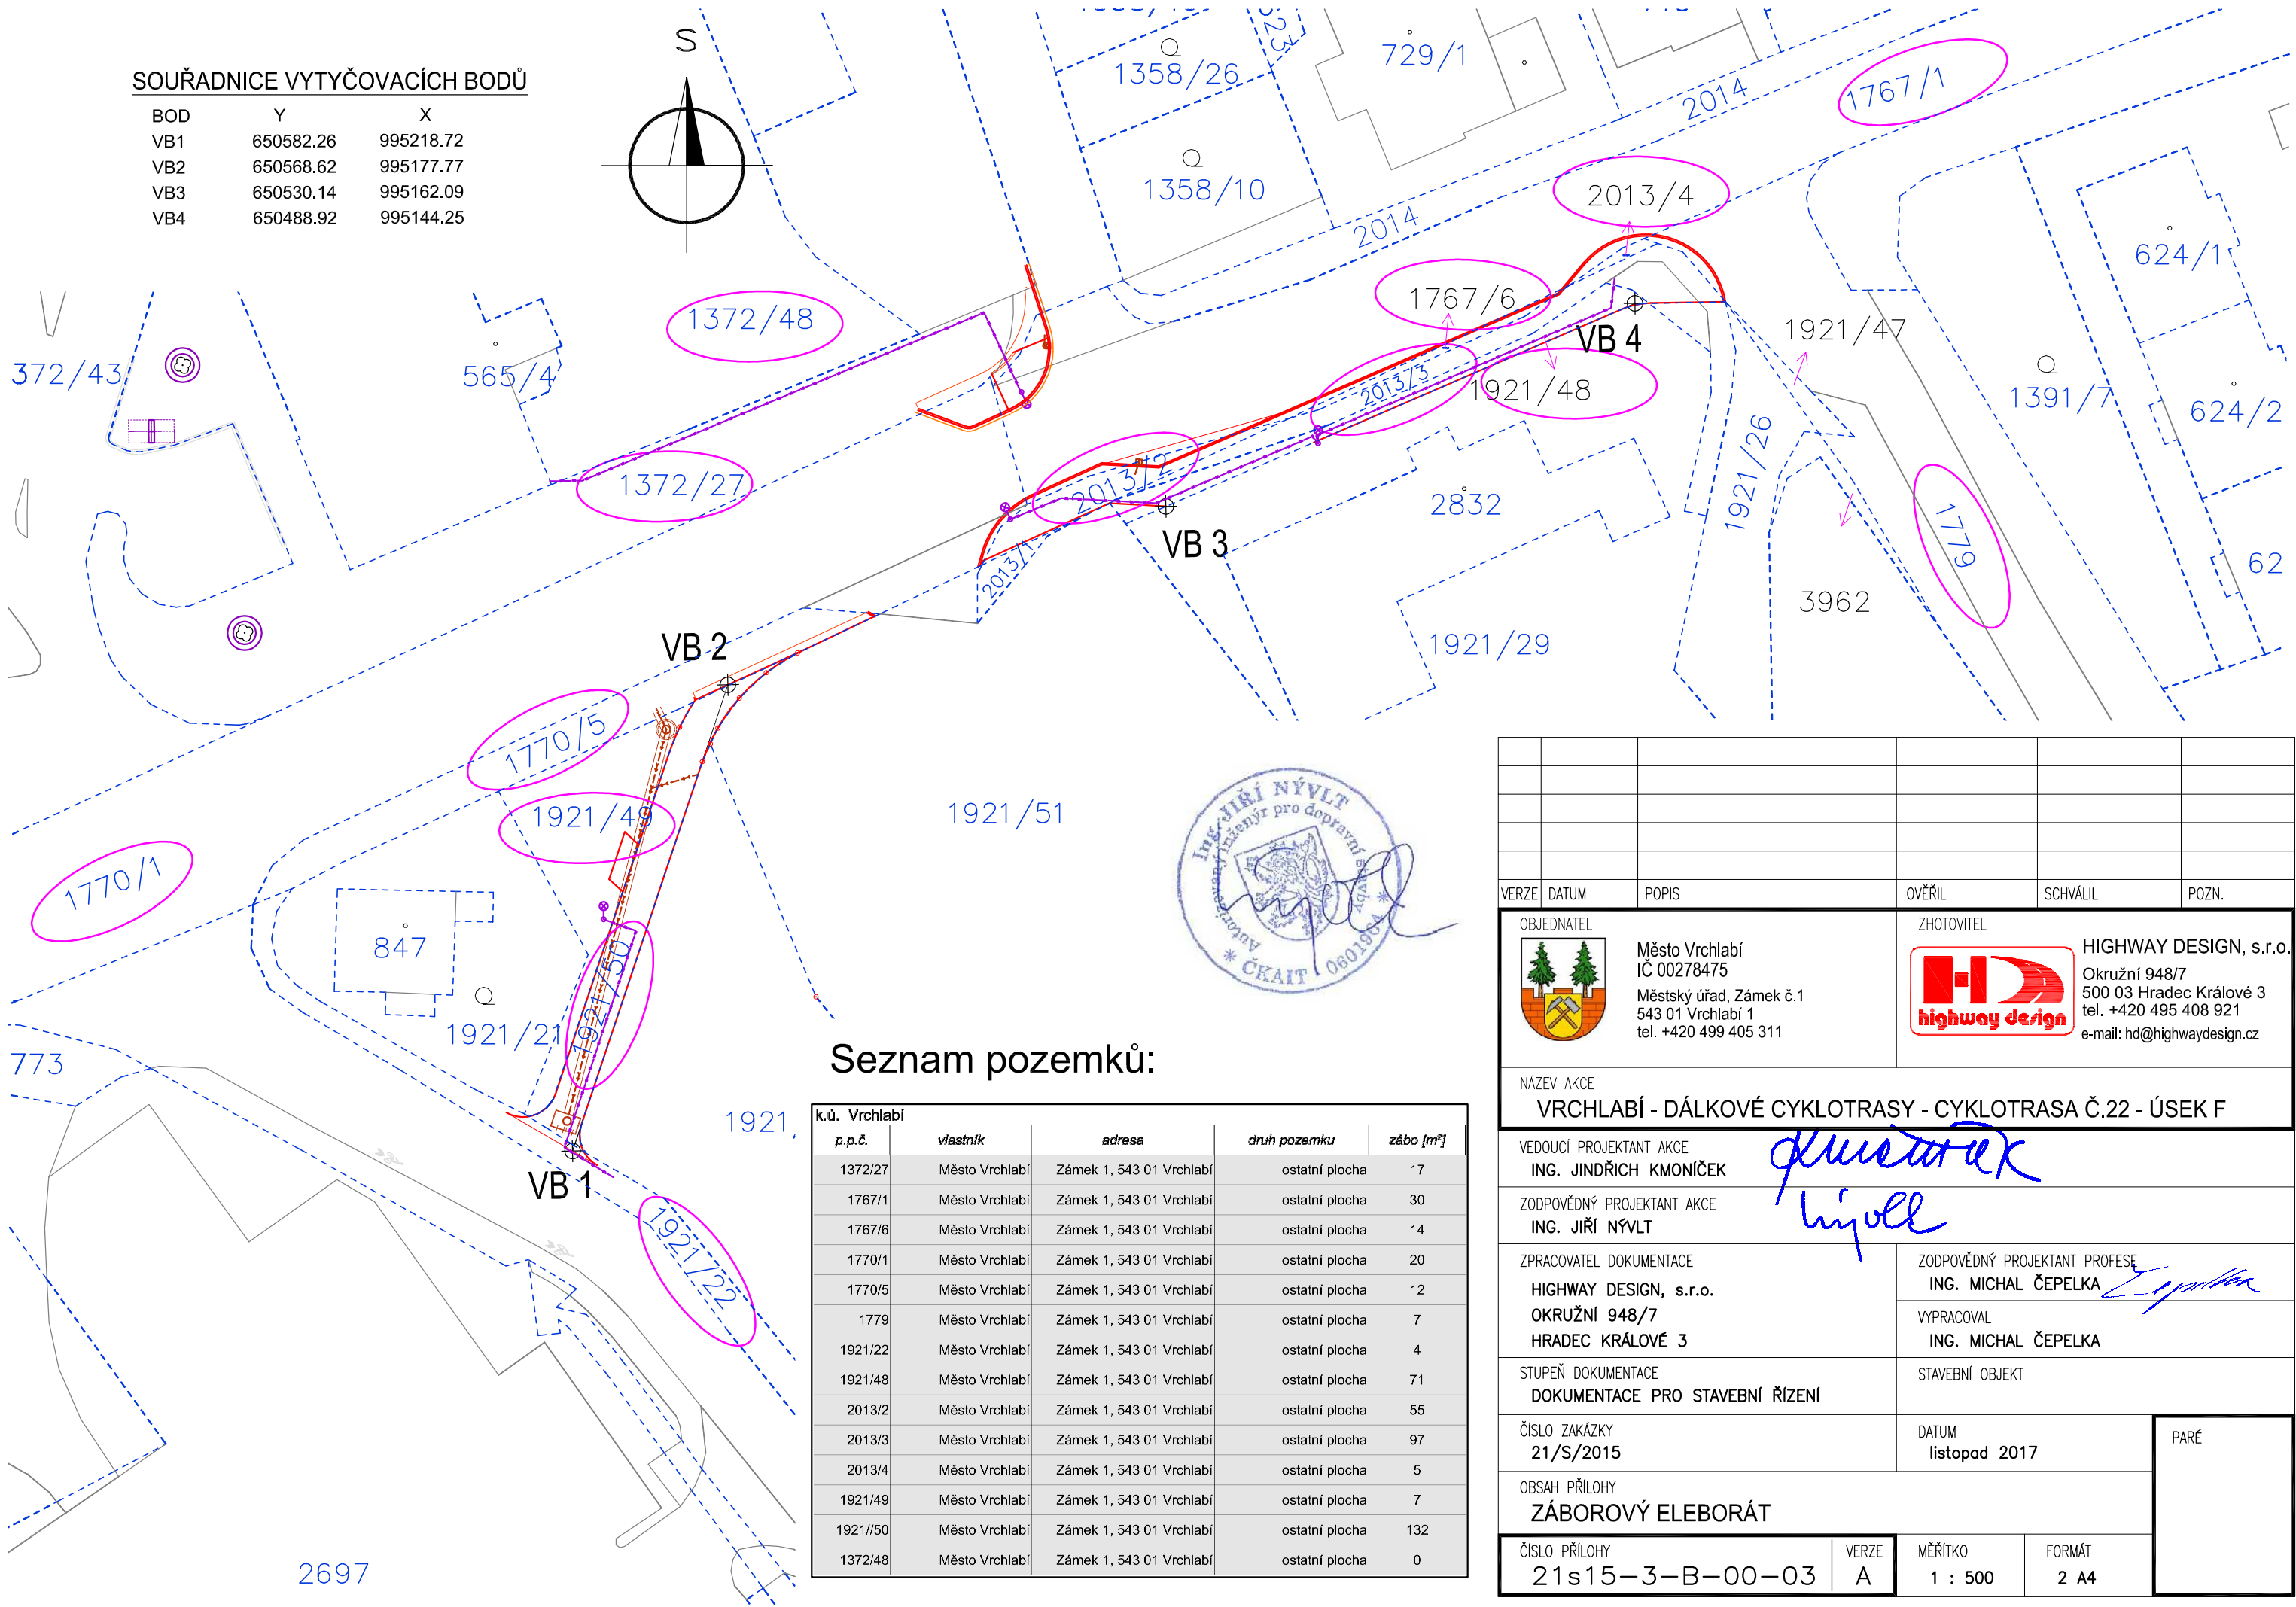 SOUŘADNICE VYTYČOVACÍCH BODŮ
BOD Y X
VB1 650582.26 995218.72
VB2 650568.62 995177.77
VB3 650530.14 995162.09
VB4 650488.92 995144.25
S
1358/26
729/1
2014
1767/1
1358/10
2014
2013/4
624/1
1372/48
1767/6
VB 4
1921/47
372/43
565/4
2013/3
1921/48
1391/7
624/2
1372/27
2013/2
2832
1921/26
1779
VB 3
2013/1
62
3962
VB 2
1921/29
1770/5
1921/49
1921/51
1770/1
847
1921/50
1921/21
773
1921/
VB 1
1921/22
2697
Ing. JIŘÍ NÝVLT
Autorizovaný inženýr pro dopravní stavby
* ČKAIT 0601964 *
Seznam pozemků:
k.ú. Vrchlabí
p.p.č. vlastník adresa druh pozemku zábo [m²]
1372/27 Město Vrchlabí Zámek 1, 543 01 Vrchlabí ostatní plocha 17
1767/1 Město Vrchlabí Zámek 1, 543 01 Vrchlabí ostatní plocha 30
1767/6 Město Vrchlabí Zámek 1, 543 01 Vrchlabí ostatní plocha 14
1770/1 Město Vrchlabí Zámek 1, 543 01 Vrchlabí ostatní plocha 20
1770/5 Město Vrchlabí Zámek 1, 543 01 Vrchlabí ostatní plocha 12
1779 Město Vrchlabí Zámek 1, 543 01 Vrchlabí ostatní plocha 7
1921/22 Město Vrchlabí Zámek 1, 543 01 Vrchlabí ostatní plocha 4
1921/48 Město Vrchlabí Zámek 1, 543 01 Vrchlabí ostatní plocha 71
2013/2 Město Vrchlabí Zámek 1, 543 01 Vrchlabí ostatní plocha 55
2013/3 Město Vrchlabí Zámek 1, 543 01 Vrchlabí ostatní plocha 97
2013/4 Město Vrchlabí Zámek 1, 543 01 Vrchlabí ostatní plocha 5
1921/49 Město Vrchlabí Zámek 1, 543 01 Vrchlabí ostatní plocha 7
1921//50 Město Vrchlabí Zámek 1, 543 01 Vrchlabí ostatní plocha 132
1372/48 Město Vrchlabí Zámek 1, 543 01 Vrchlabí ostatní plocha 0
VERZE DATUM POPIS OVĚŘIL SCHVÁLIL POZN.
OBJEDNATEL
Město Vrchlabí
IČ 00278475
Městský úřad, Zámek č.1
543 01 Vrchlabí 1
tel. +420 499 405 311
ZHOTOVITEL
highway design
HIGHWAY DESIGN, s.r.o.
Okružní 948/7
500 03 Hradec Králové 3
tel. +420 495 408 921
e-mail: hd@highwaydesign.cz
NÁZEV AKCE
VRCHLABÍ - DÁLKOVÉ CYKLOTRASY - CYKLOTRASA Č.22 - ÚSEK F
VEDOUCÍ PROJEKTANT AKCE
ING. JINDŘICH KMONÍČEK
ZODPOVĚDNÝ PROJEKTANT AKCE
ING. JIŘÍ NÝVLT
ZPRACOVATEL DOKUMENTACE
HIGHWAY DESIGN, s.r.o.
OKRUŽNÍ 948/7
HRADEC KRÁLOVÉ 3
ZODPOVĚDNÝ PROJEKTANT PROFESE
ING. MICHAL ČEPELKA
VYPRACOVAL
ING. MICHAL ČEPELKA
STUPEŇ DOKUMENTACE
DOKUMENTACE PRO STAVEBNÍ ŘÍZENÍ
STAVEBNÍ OBJEKT
ČÍSLO ZAKÁZKY
21/S/2015
DATUM
listopad 2017
PARÉ
OBSAH PŘÍLOHY
ZÁBOROVÝ ELEBORÁT
ČÍSLO PŘÍLOHY
21s15-3-B-00-03
VERZE
A
MĚŘÍTKO
1 : 500
FORMÁT
2 A4